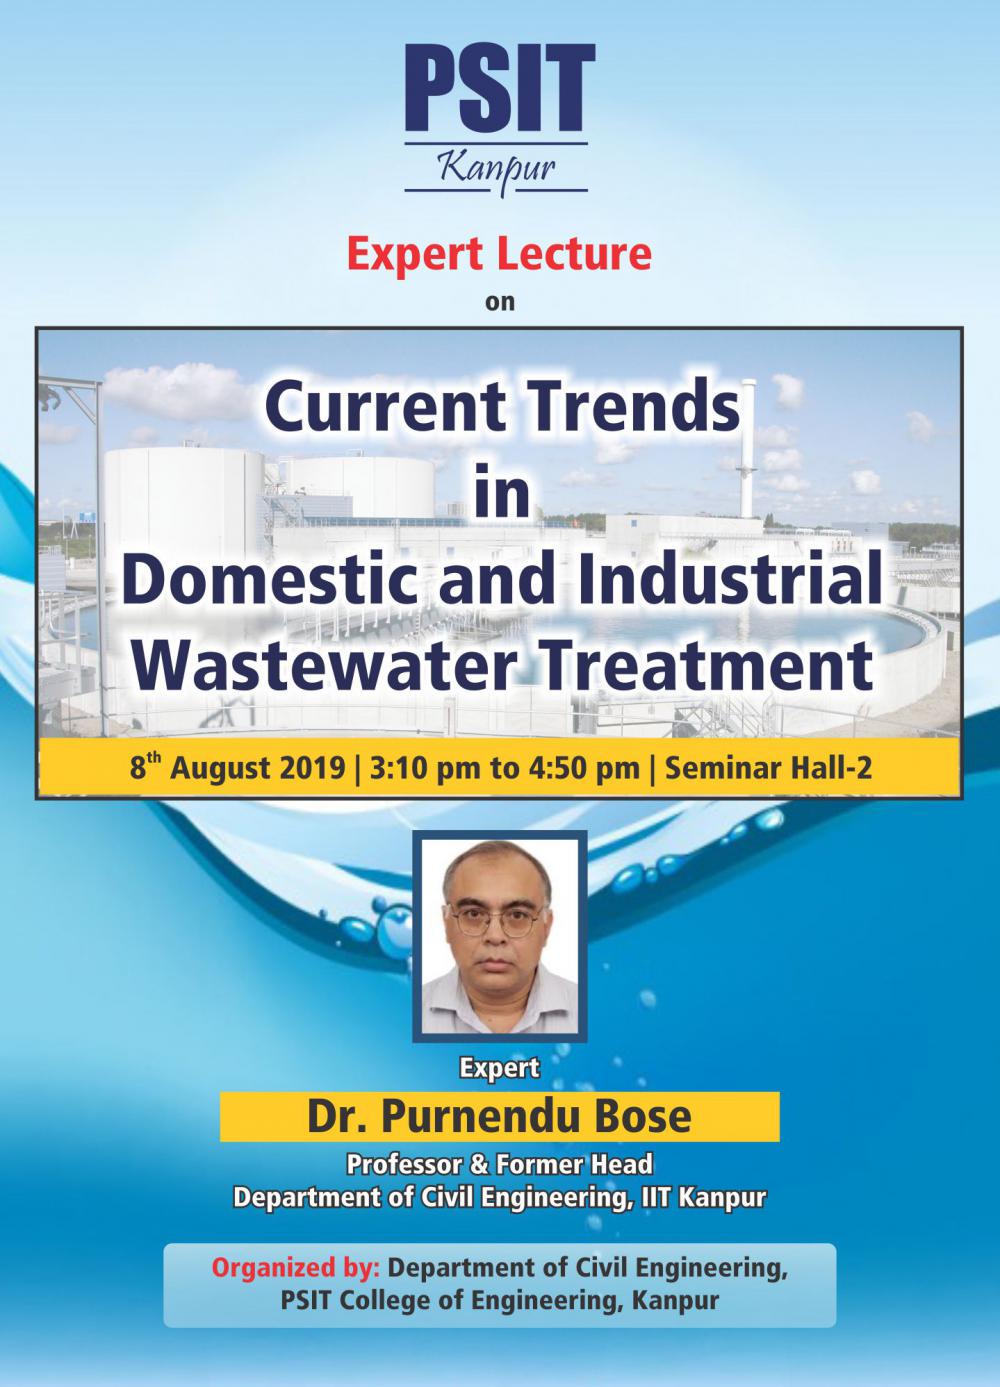 PSIT
Kanpur
Expert Lecture
on
Current Trends
in
Domestic and Industrial
Wastewater Treatment
8th August 2019 | 3:10 pm to 4:50 pm | Seminar Hall-2
Expert
Dr. Purnendu Bose
Professor & Former Head
Department of Civil Engineering, IIT Kanpur
Organized by: Department of Civil Engineering,
PSIT College of Engineering, Kanpur